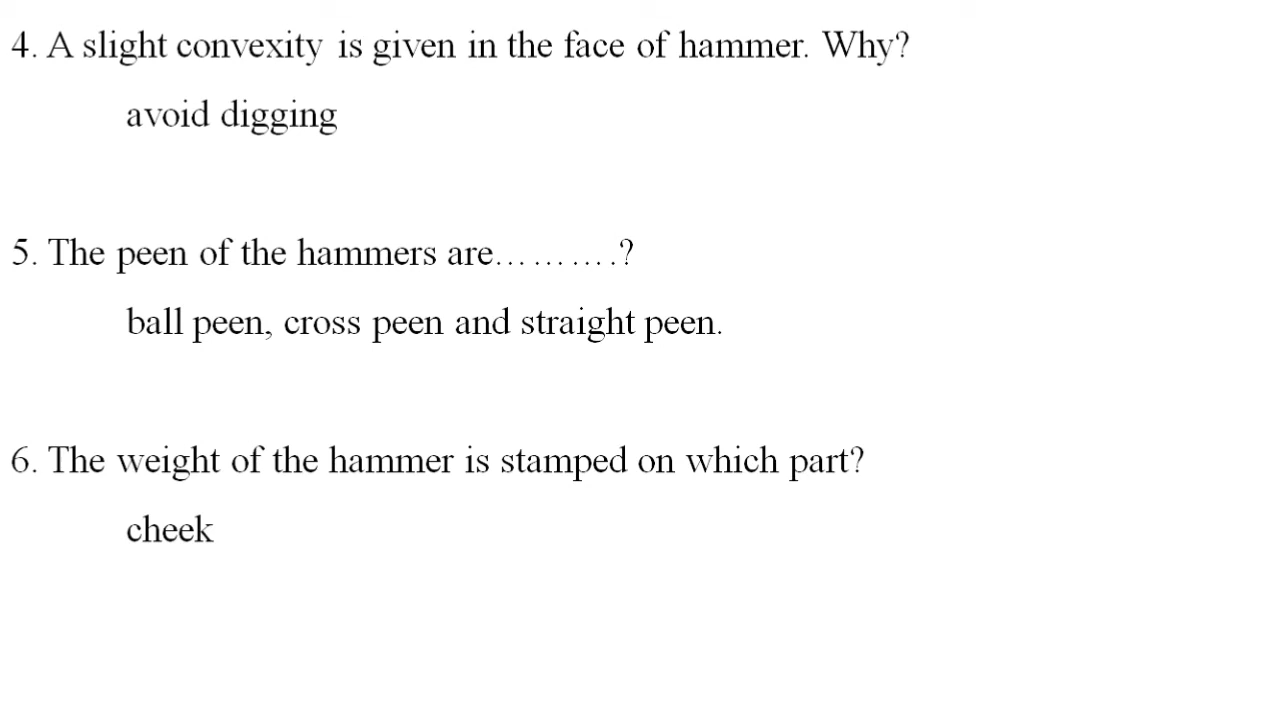 4. A slight convexity is given in the face of hammer. Why?
avoid digging
5. The peen of the hammers are……….?
ball peen, cross peen and straight peen.
6. The weight of the hammer is stamped on which part?
cheek